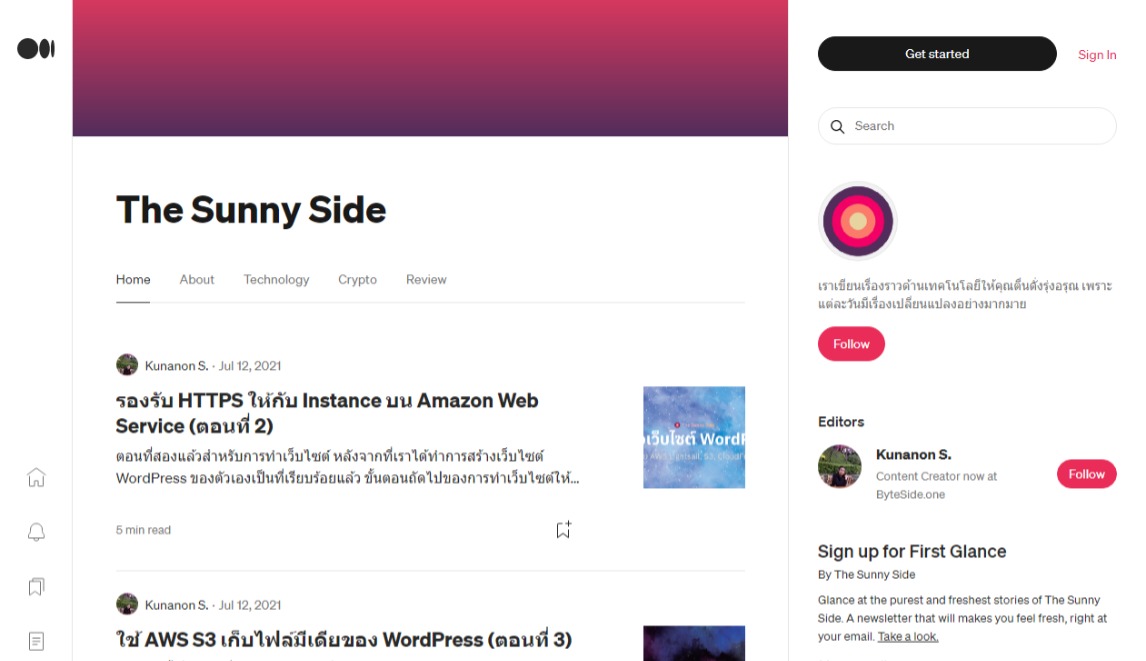 Get started
Sign In
Search
The Sunny Side
Home
About
Technology
Crypto
Review
Kunanon S. · Jul 12, 2021
รองรับ HTTPS ให้กับ Instance บน Amazon Web
Service (ตอนที่ 2)
ตอนที่สองแล้วสำหรับการทำเว็บไซต์ หลังจากที่เราได้ทำการสร้างเว็บไซต์
WordPress ของตัวเองเป็นที่เรียบร้อยแล้ว ขั้นตอนถัดไปของการทำเว็บไซต์ให้...
5 min read
Kunanon S. · Jul 12, 2021
ใช้ AWS S3 เก็บไฟล์มีเดียของ WordPress (ตอนที่ 3)
เราเขียนเรื่องราวด้านเทคโนโลยีให้คุณตื่นดั่งรุ่งอรุณ เพราะ
แต่ละวันมีเรื่องเปลี่ยนแปลงอย่างมากมาย
Follow
Editors
Kunanon S.
Content Creator now at
ByteSide.one
Follow
Sign up for First Glance
By The Sunny Side
Glance at the purest and freshest stories of The Sunny
Side. A newsletter that will makes you feel fresh, right at
your email. Take a look.